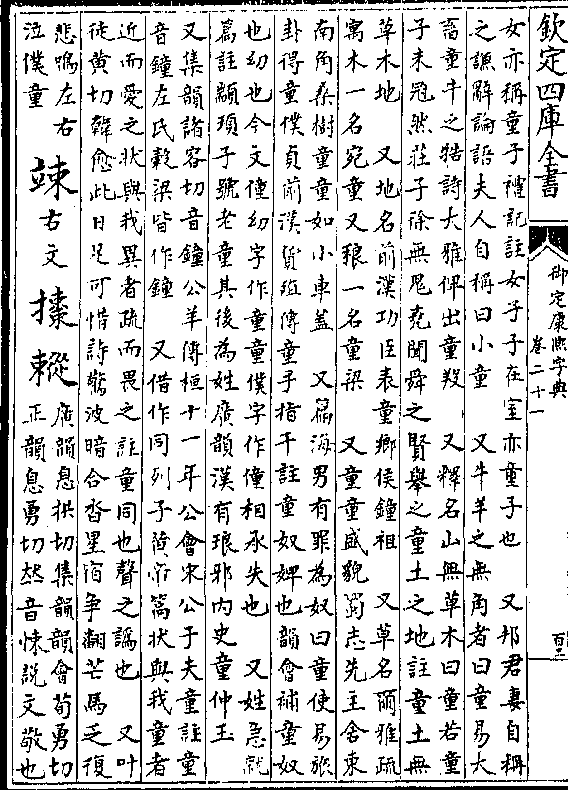 欽定四庫全書
御定康熙字典
卷二十一
女亦稱童子禮記註女子子在室亦童子也　又邦君妻自稱
之謙辭論語夫人自稱曰小童　又牛羊之無角者曰童易大
畜童牛之牿詩大雅俾出童羖　又釋名山無草木曰童若童
子未冠然莊子徐無鬼堯聞舜之賢舉之童土之地註童土無
草木地　又地名前漢功臣表童鄉侯鐘祖　又草名爾雅疏
寓木一名宛童又稂一名童梁　又童童盛貌蜀志先主舍東
南角桑樹童童如小車蓋　又篇海男有罪為奴曰童使易旅
卦得童僕貞前漢貨殖傳童手指千註童奴婢也韻會補童奴
也幼也今文僮幼字作童童僕字作僮相承失也　又姓急就
篇註顓頊子號老童其後為姓廣韻漢有琅邪内史童仲玉
又集韻諸容切音鐘公羊傳桓十一年公會宋公于夫童註童
音鐘左氏穀梁皆作鐘　又借作同列子黄帝篇狀與我童者
近而愛之狀與我異者疏而畏之註童同也聲之譌也　又叶
徒黄切韓愈此日足可惜詩驚波暗合沓星宿爭翻芒馬乏復
悲鳴左右
泣僕童
竦 古文
廣韻息拱切集韻韻會荀勇切
正韻息勇切𠀤音悚說文敬也